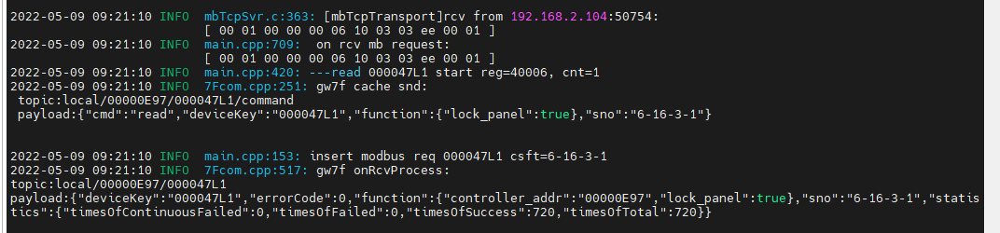 2022-05-09 09:21:10 INFO  mbTcpSvr.c:363: [mbTcpTransport]rcv from 192.168.2.104:50754:
[ 00 01 00 00 00 06 10 03 03 ee 00 01 ]
2022-05-09 09:21:10 INFO  main.cpp:709:  on rcv mb request:
[ 00 01 00 00 00 06 10 03 03 ee 00 01 ]
2022-05-09 09:21:10 INFO  main.cpp:420: ---read 000047L1 start reg=40006, cnt=1
2022-05-09 09:21:10 INFO  7Fcom.cpp:251: gw7f cache snd:
topic:local/00000E97/000047L1/command
payload:{"cmd":"read","deviceKey":"000047L1","function":{"lock_panel":true},"sno":"6-16-3-1"}
2022-05-09 09:21:10 INFO  main.cpp:153: insert modbus req 000047L1 csft=6-16-3-1
2022-05-09 09:21:10 INFO  7Fcom.cpp:517: gw7f onRcvProcess:
topic:local/00000E97/000047L1
payload:{"deviceKey":"000047L1","errorCode":0,"function":{"controller_addr":"00000E97","lock_panel":true},"sno":"6-16-3-1","statis
tics":{"timesOfContinuousFailed":0,"timesOfFailed":0,"timesOfSuccess":720,"timesOfTotal":720}}